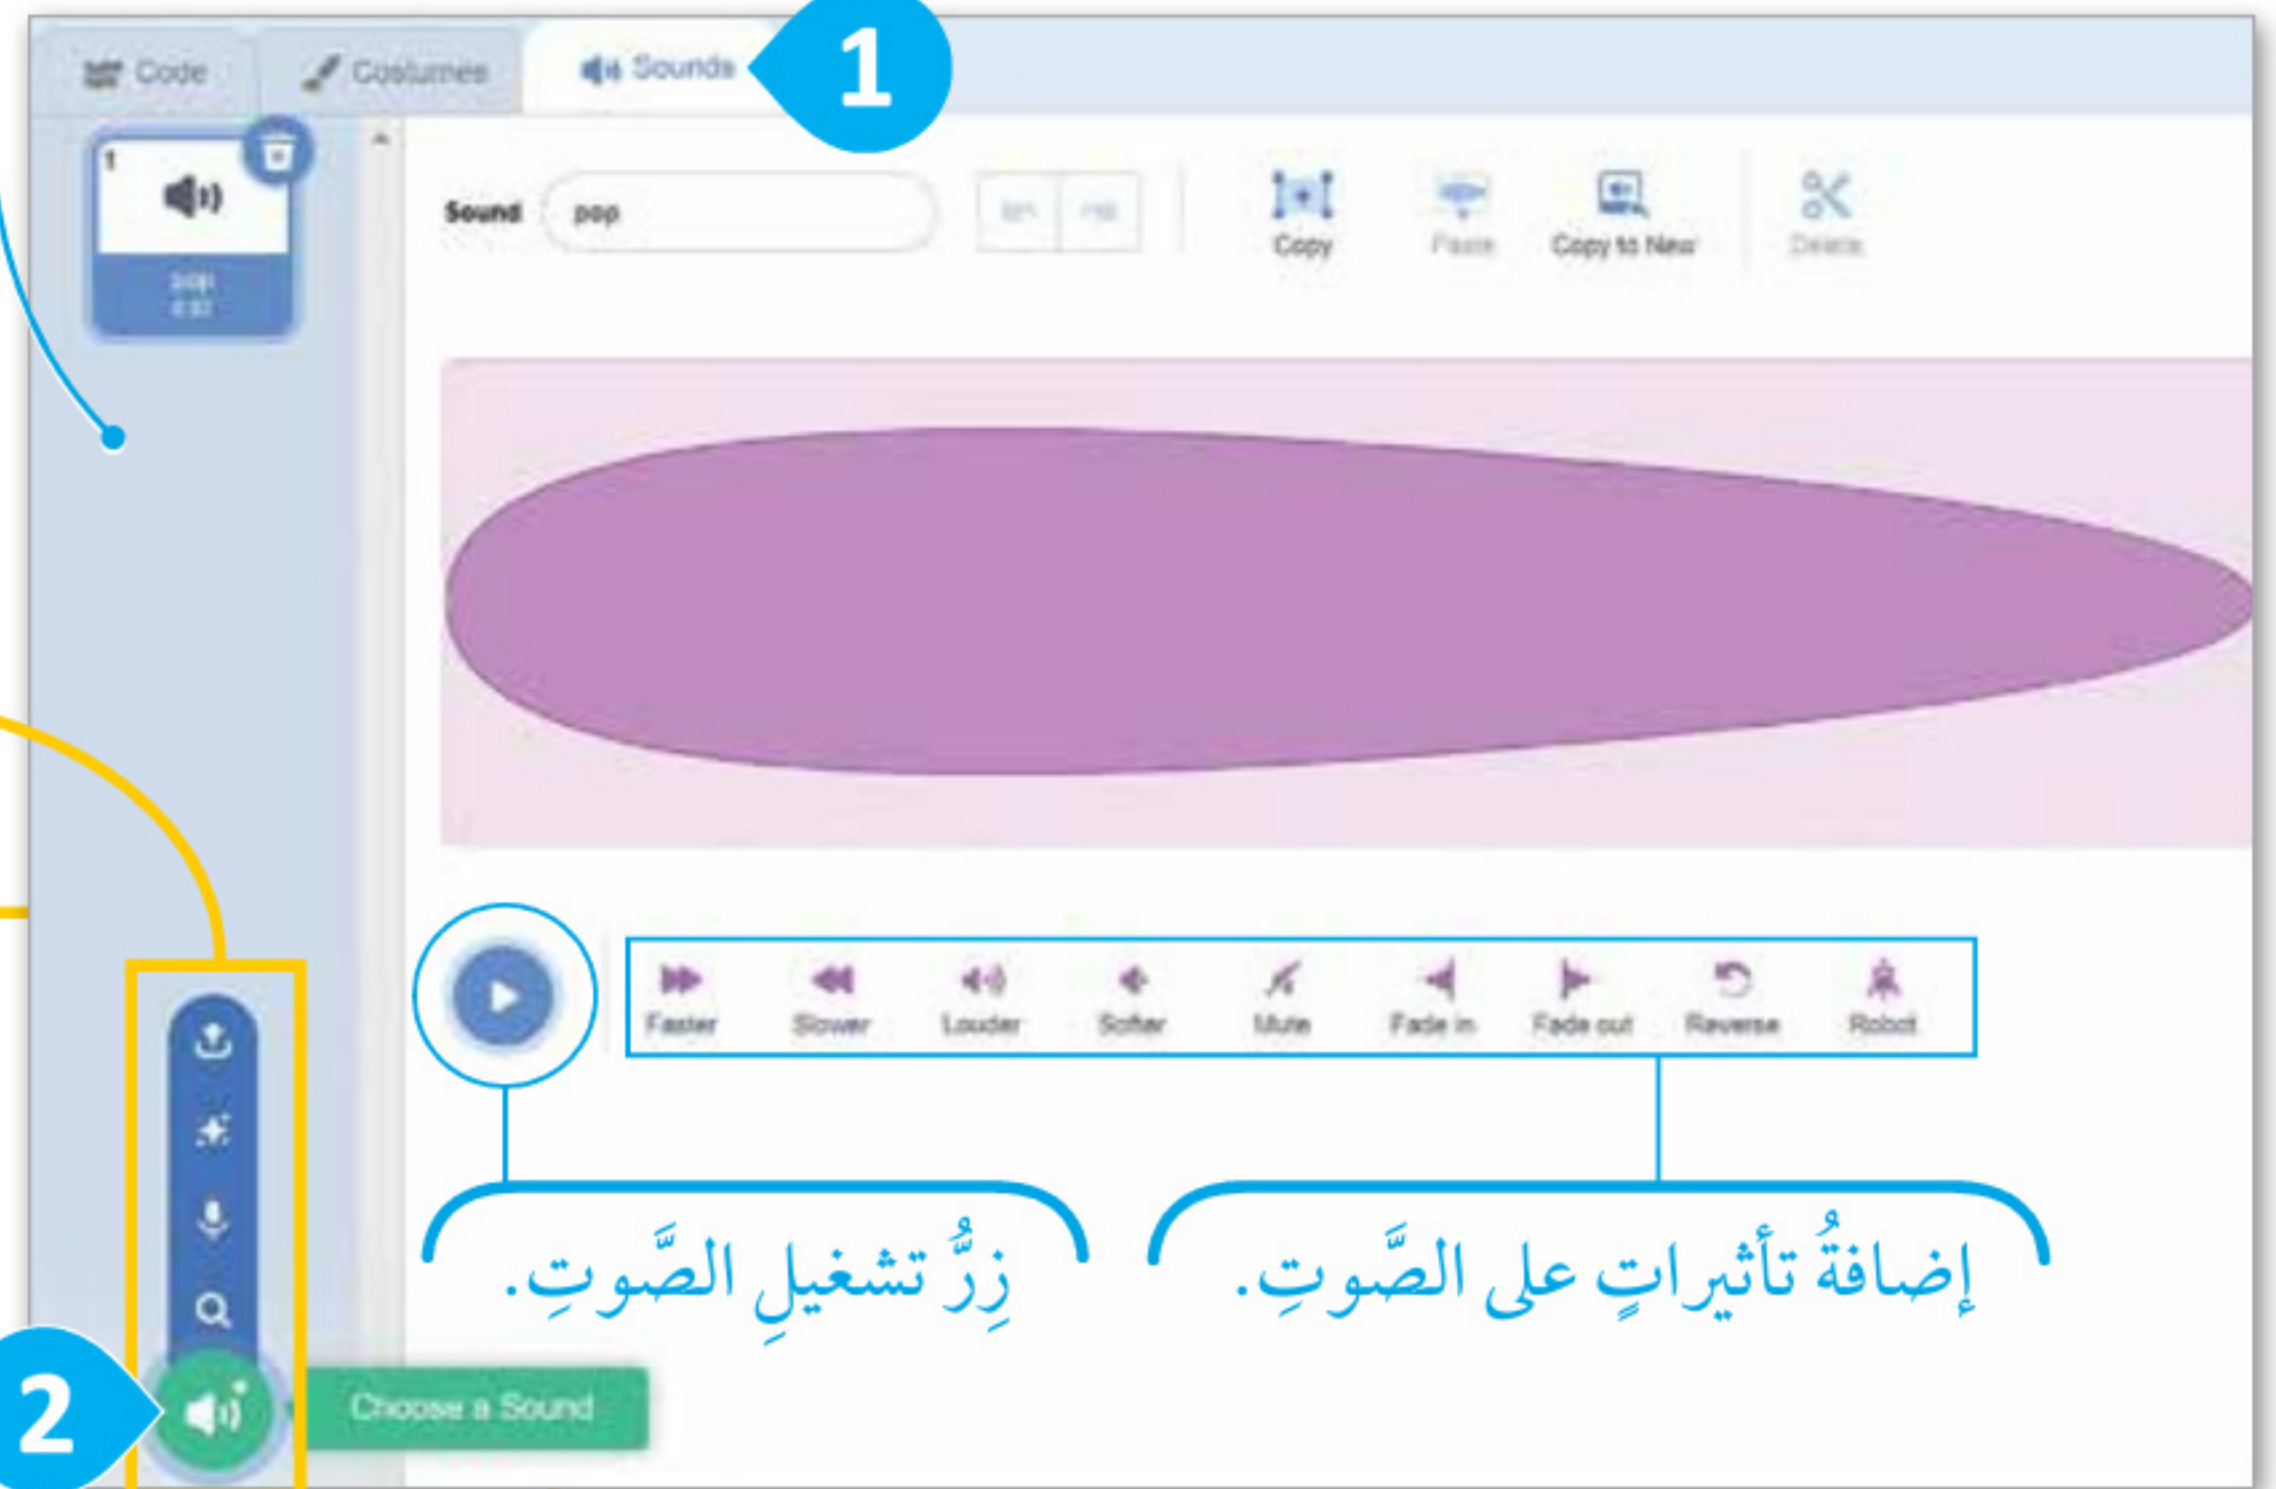 Code Costumes Sounds 1
1
Sound pop
Copy Paste Copy to New Delete
Faster Slower Louder Softer Mute Fade in Fade out Reverse Robot
إضافةُ تأثيراتٍ على الصَّوتِ.
زِرُّ تشغيلِ الصَّوتِ.
2 Choose a Sound